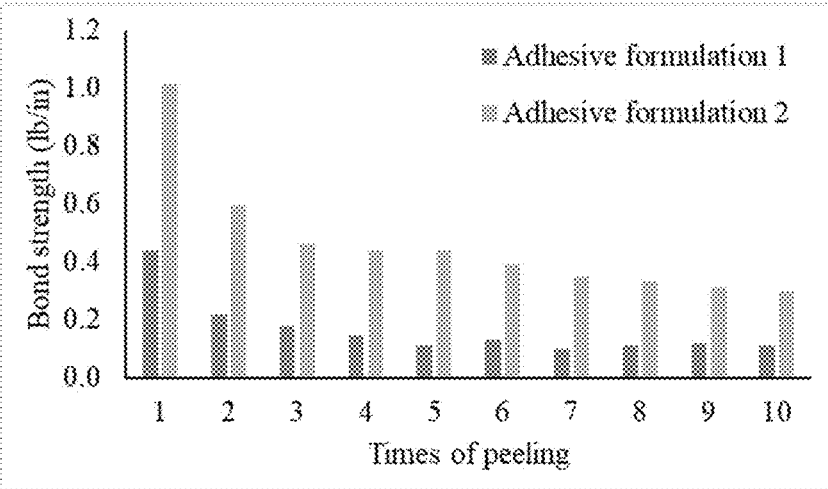 1.2
1.0
0.8
0.6
0.4
0.2
0.0
Bond strength (lb/in)
Adhesive formulation 1
Adhesive formulation 2
1 2 3 4 5 6 7 8 9 10
Times of peeling